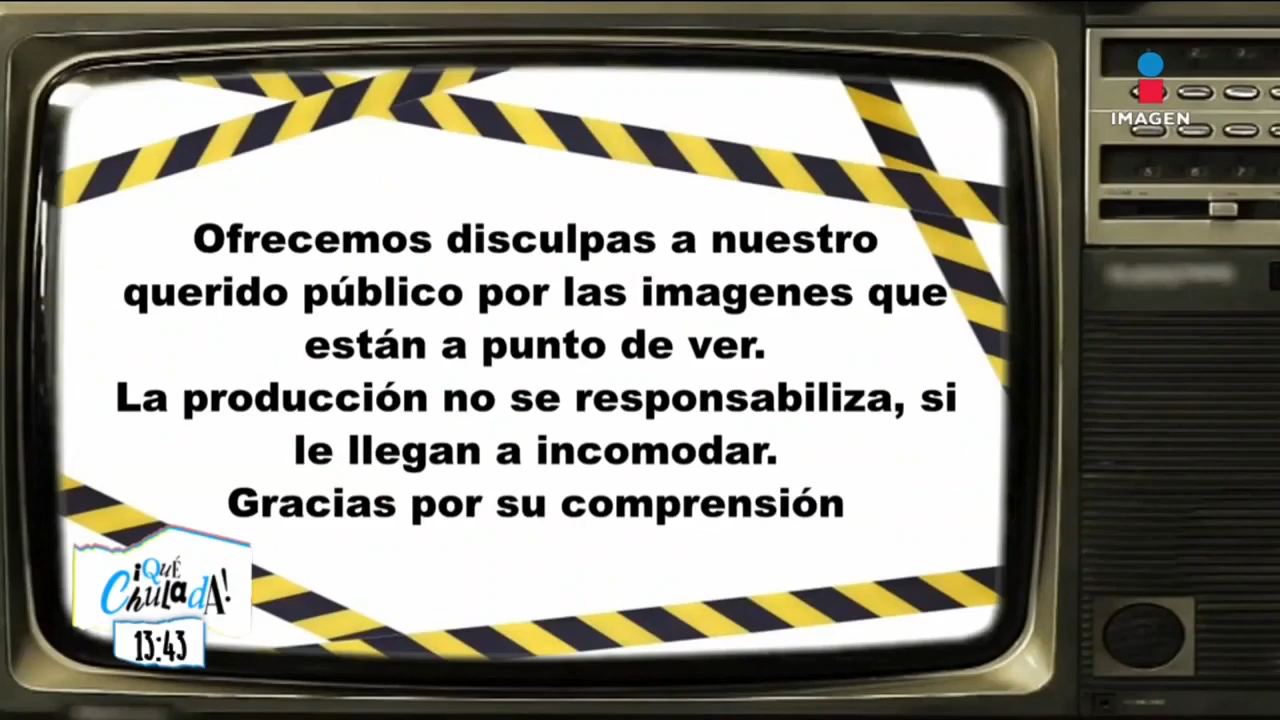 IMAGEN
Ofrecemos disculpas a nuestro
querido público por las imagenes que
están a punto de ver.
La producción no se responsabiliza, si
le llegan a incomodar.
Gracias por su comprensión
¡QuÉ
ChuladA!
13:43